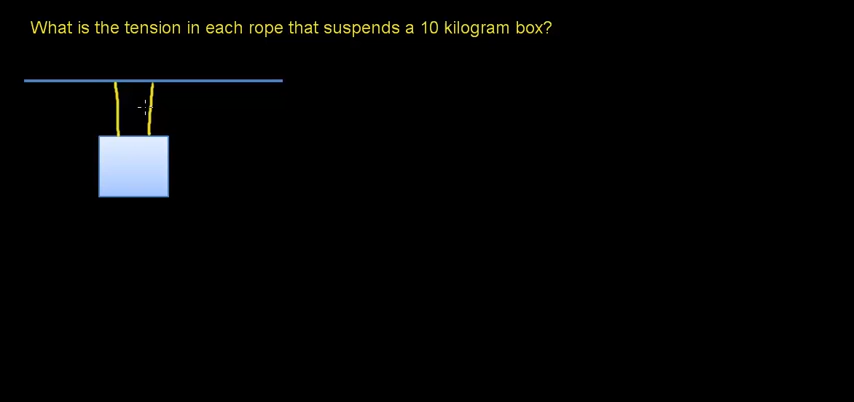 What is the tension in each rope that suspends a 10 kilogram box?